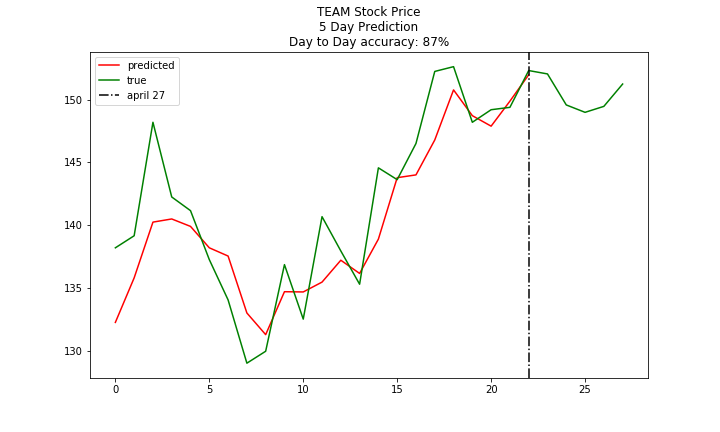 TEAM Stock Price
5 Day Prediction
Day to Day accuracy: 87%
predicted
true
april 27
150
145
140
135
130
0 5 10 15 20 25